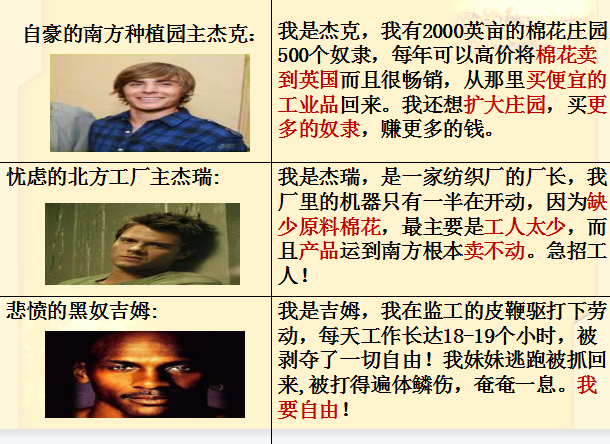 自豪的南方种植园主杰克:
我是杰克，我有2000英亩的棉花庄园
500个奴隶，每年可以高价将棉花卖
到英国而且很畅销，从那里买便宜的
工业品回来。我还想扩大庄园，买更
多的奴隶，赚更多的钱。
忧虑的北方工厂主杰瑞:
我是杰瑞，是一家纺织厂的厂长，我
厂里的机器只有一半在开动，因为缺
少原料棉花，最主要是工人太少，而
且产品运到南方根本卖不动。急招工
人！
悲愤的黑奴吉姆:
我是吉姆，我在监工的皮鞭驱打下劳
动，每天工作长达18-19个小时，被
剥夺了一切自由！我妹妹逃跑被抓回
来,被打得遍体鳞伤，奄奄一息。我
要自由！